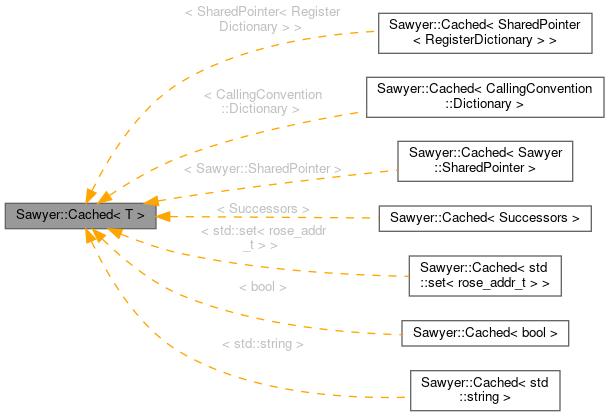 < SharedPointer< Register
Dictionary > >
Sawyer::Cached< SharedPointer
< RegisterDictionary > >
< CallingConvention
::Dictionary >
Sawyer::Cached< CallingConvention
::Dictionary >
< Sawyer::SharedPointer >
Sawyer::Cached< Sawyer
::SharedPointer >
Sawyer::Cached< T >
< Successors >
Sawyer::Cached< Successors >
< std::set< rose_addr
_t > >
Sawyer::Cached< std
::set< rose_addr_t > >
< bool >
Sawyer::Cached< bool >
< std::string >
Sawyer::Cached< std
::string >